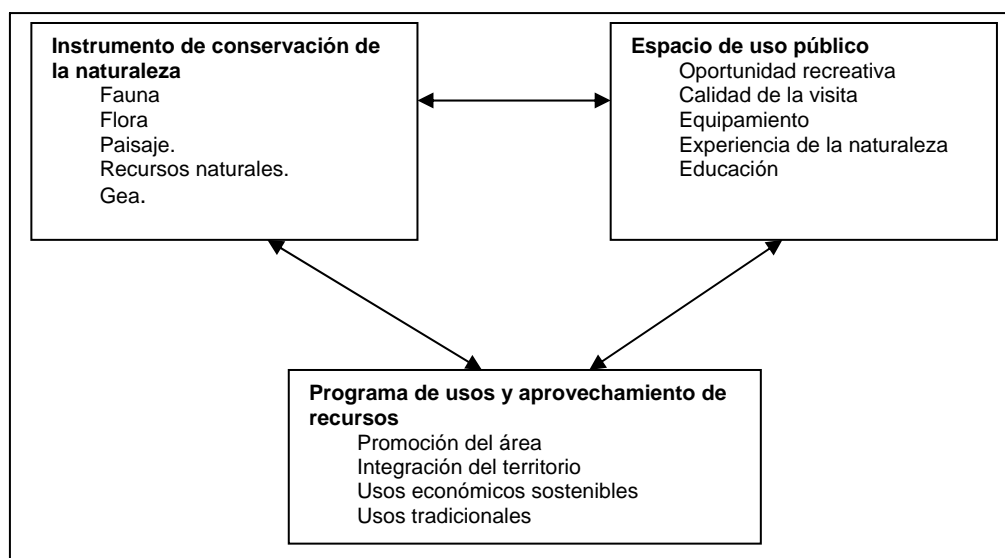 Instrumento de conservación de
la naturaleza
Fauna
Flora
Paisaje.
Recursos naturales.
Gea.
Espacio de uso público
Oportunidad recreativa
Calidad de la visita
Equipamiento
Experiencia de la naturaleza
Educación
Programa de usos y aprovechamiento de
recursos
Promoción del área
Integración del territorio
Usos económicos sostenibles
Usos tradicionales